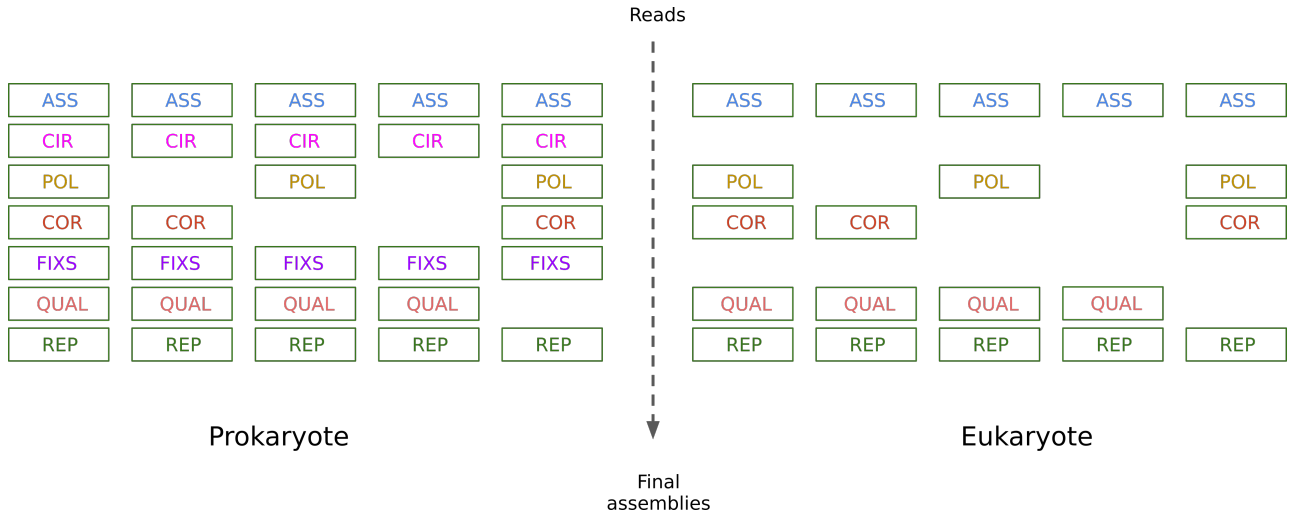 Reads
ASS ASS ASS ASS ASS ASS ASS ASS ASS ASS
CIR CIR CIR CIR CIR
POL POL POL POL POL POL
COR COR COR COR COR COR
FIXS FIXS FIXS FIXS FIXS
QUAL QUAL QUAL QUAL QUAL QUAL QUAL QUAL
REP REP REP REP REP REP REP REP REP REP
Prokaryote Eukaryote
Final
assemblies